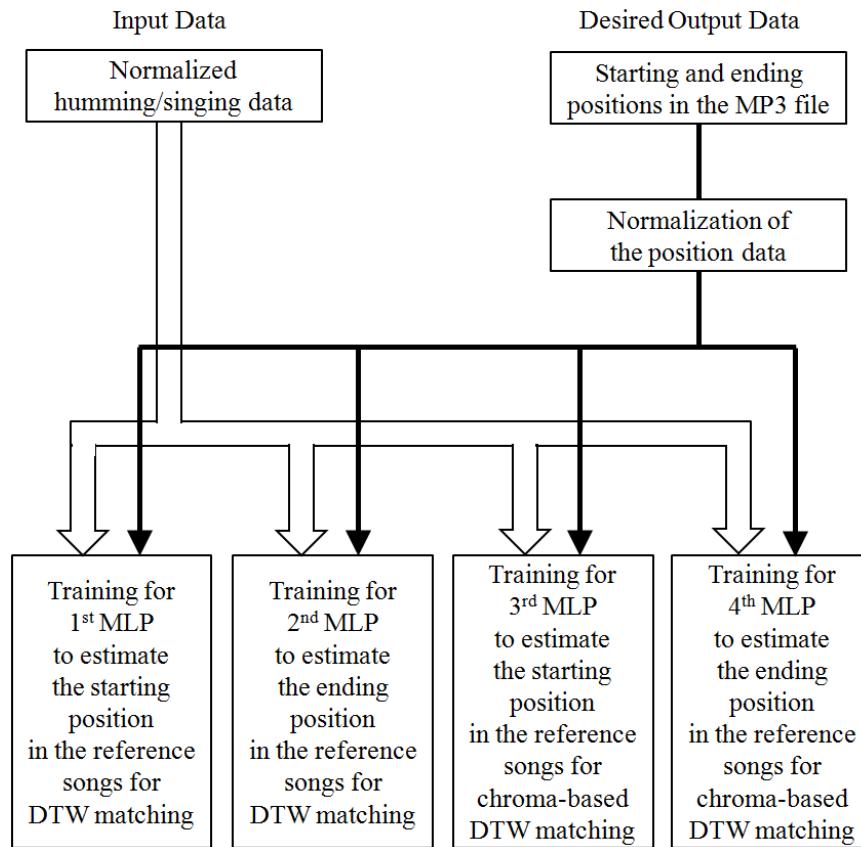 Input Data
Normalized
humming/singing data
Desired Output Data
Starting and ending
positions in the MP3 file
Normalization of
the position data
Training for
1st MLP
to estimate
the starting
position
in the reference
songs for
DTW matching
Training for
2nd MLP
to estimate
the ending
position
in the reference
songs for
DTW matching
Training for
3rd MLP
to estimate
the starting
position
in the reference
songs for
chroma-based
DTW matching
Training for
4th MLP
to estimate
the ending
position
in the reference
songs for
chroma-based
DTW matching